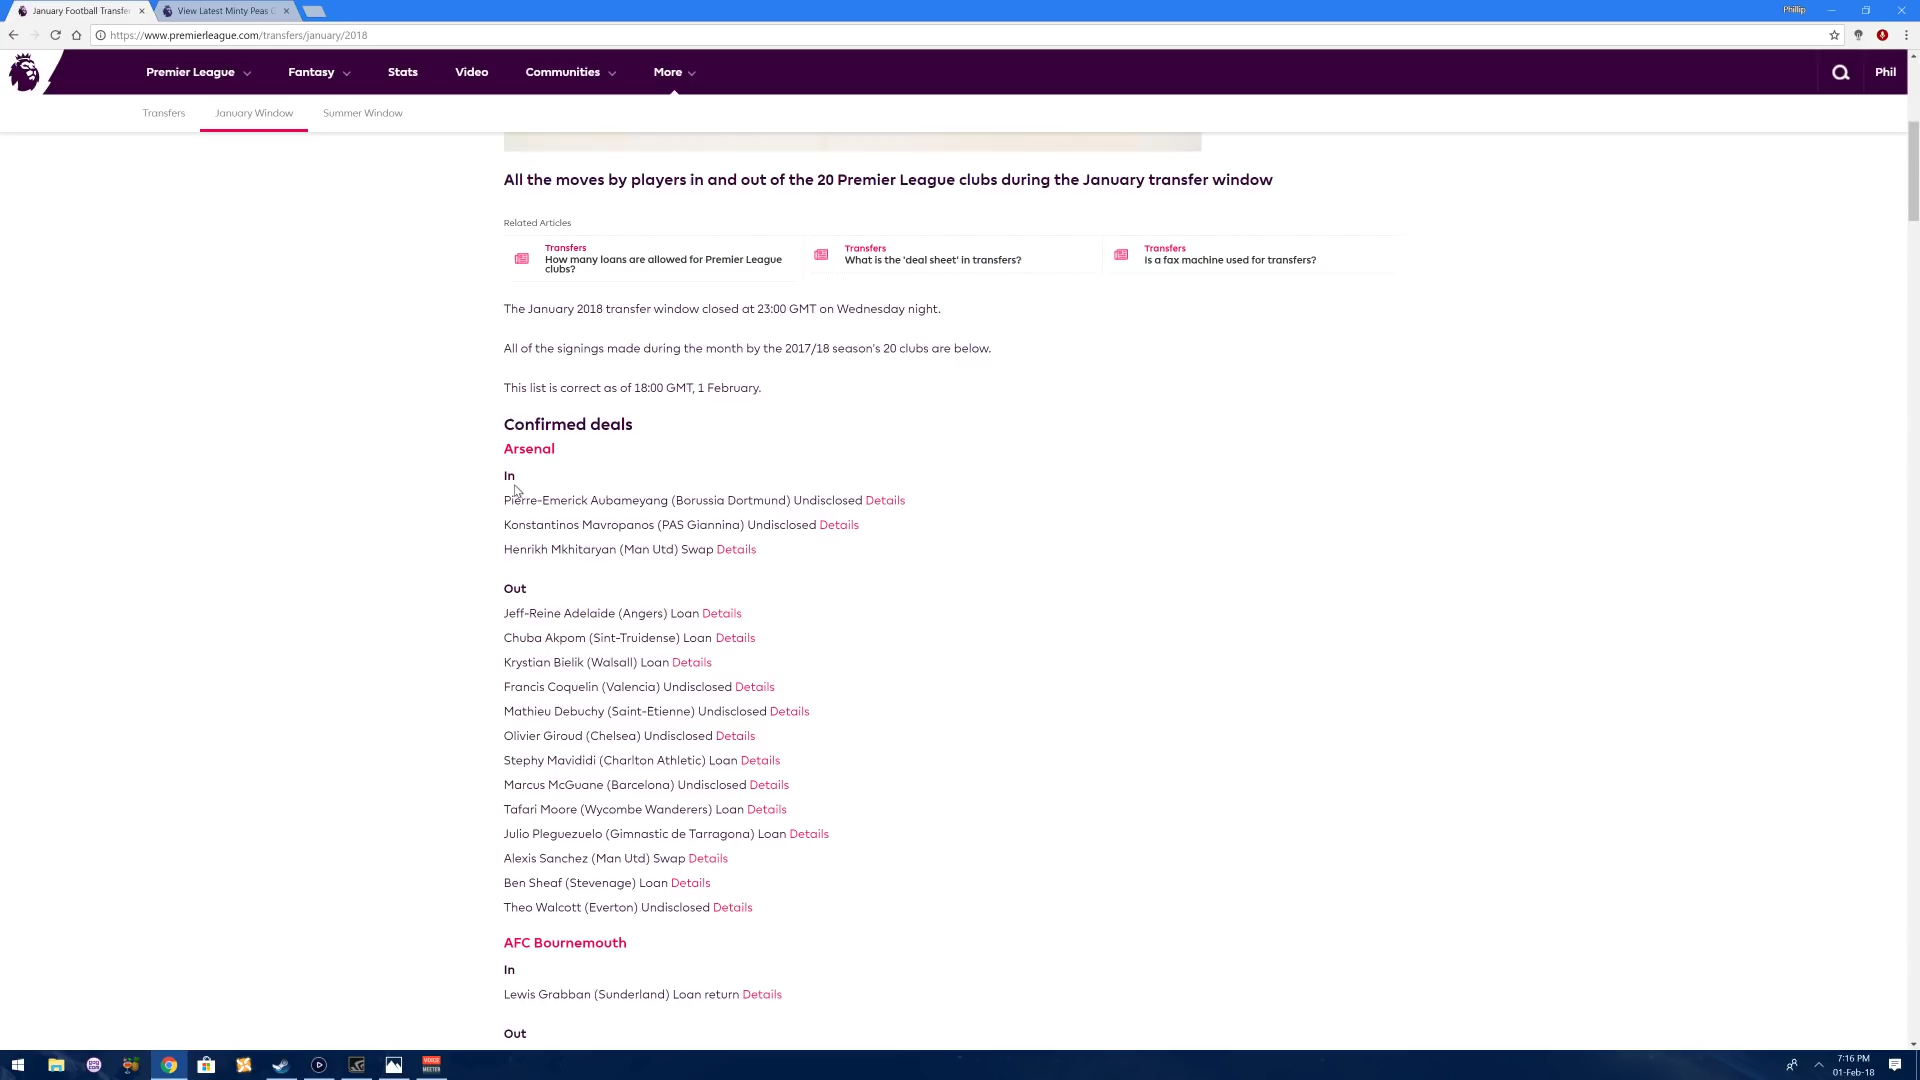 January Football Transfer
View Latest Minty Peas
Phillip
https://www.premierleague.com/transfers/january/2018
Premier League
Fantasy
Stats
Video
Communities
More
Phil
Transfers
January Window
Summer Window
All the moves by players in and out of the 20 Premier League clubs during the January transfer window
Related Articles
Transfers
How many loans are allowed for Premier League
clubs?
Transfers
What is the 'deal sheet' in transfers?
Transfers
Is a fax machine used for transfers?
The January 2018 transfer window closed at 23:00 GMT on Wednesday night.
All of the signings made during the month by the 2017/18 season's 20 clubs are below.
This list is correct as of 18:00 GMT, 1 February.
Confirmed deals
Arsenal
In
Pierre-Emerick Aubameyang (Borussia Dortmund) Undisclosed Details
Konstantinos Mavropanos (PAS Giannina) Undisclosed Details
Henrikh Mkhitaryan (Man Utd) Swap Details
Out
Jeff-Reine Adelaide (Angers) Loan Details
Chuba Akpom (Sint-Truidense) Loan Details
Krystian Bielik (Walsall) Loan Details
Francis Coquelin (Valencia) Undisclosed Details
Mathieu Debuchy (Saint-Etienne) Undisclosed Details
Olivier Giroud (Chelsea) Undisclosed Details
Stephy Mavididi (Charlton Athletic) Loan Details
Marcus McGuane (Barcelona) Undisclosed Details
Tafari Moore (Wycombe Wanderers) Loan Details
Julio Pleguezuelo (Gimnastic de Tarragona) Loan Details
Alexis Sanchez (Man Utd) Swap Details
Ben Sheaf (Stevenage) Loan Details
Theo Walcott (Everton) Undisclosed Details
AFC Bournemouth
In
Lewis Grabban (Sunderland) Loan return Details
Out
VOICE
MEETER
7:16 PM
01-Feb-18